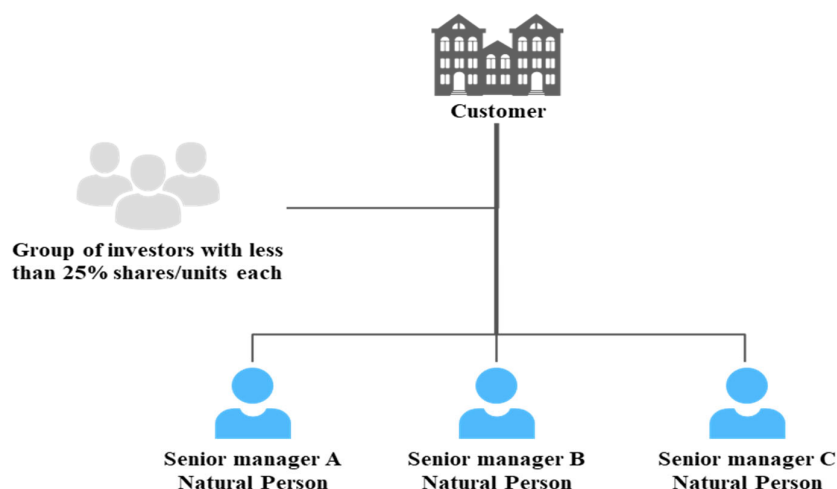 Customer
Group of investors with less
than 25% shares/units each
Senior manager A
Natural Person
Senior manager B
Natural Person
Senior manager C
Natural Person